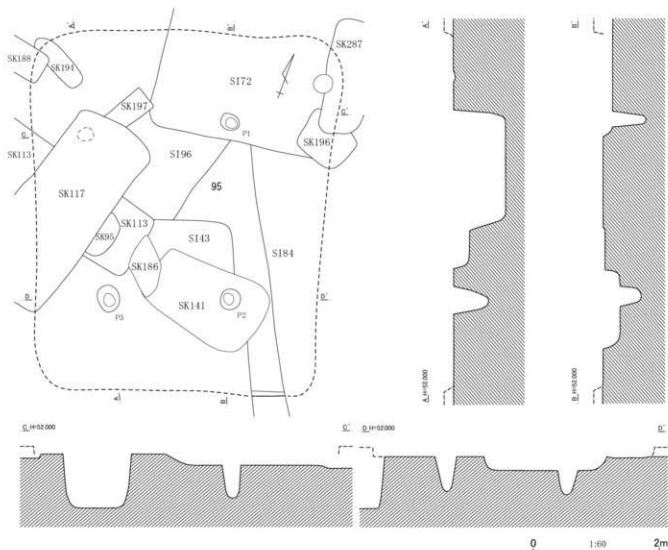 A´
B´
SK287
SK188
SK194
SI72
SK197
C´
P1
SK196
C
SI96
SK113
SK117
95
SK113
SK95
SI43
SI84
SK186
D
D´
SK141
P3
P2
A
B
A´
B´
A H=52.000
B H=52.000
C H=52.000
C´
D H=52.000
D´
0 1:60 2m